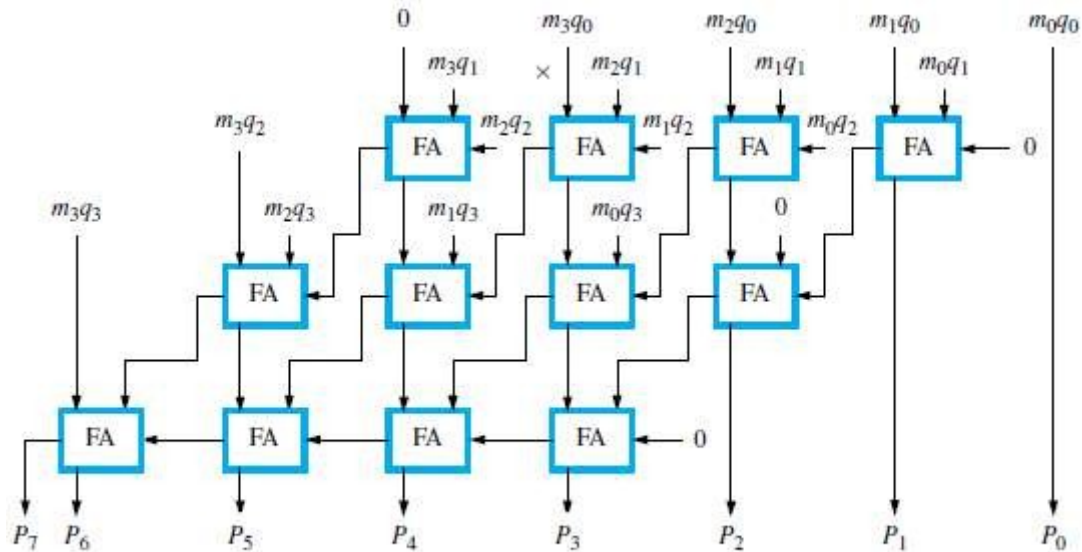 0 m₃q₀ m₂q₀ m₁q₀ m₀q₀
m₃q₁ × m₂q₁ m₁q₁ m₀q₁
m₃q₂ FA m₂q₂ FA m₁q₂ FA m₀q₂ FA 0
m₃q₃ m₂q₃ m₁q₃ m₀q₃ 0
FA FA FA FA
FA FA FA FA 0
P₇ P₆ P₅ P₄ P₃ P₂ P₁ P₀